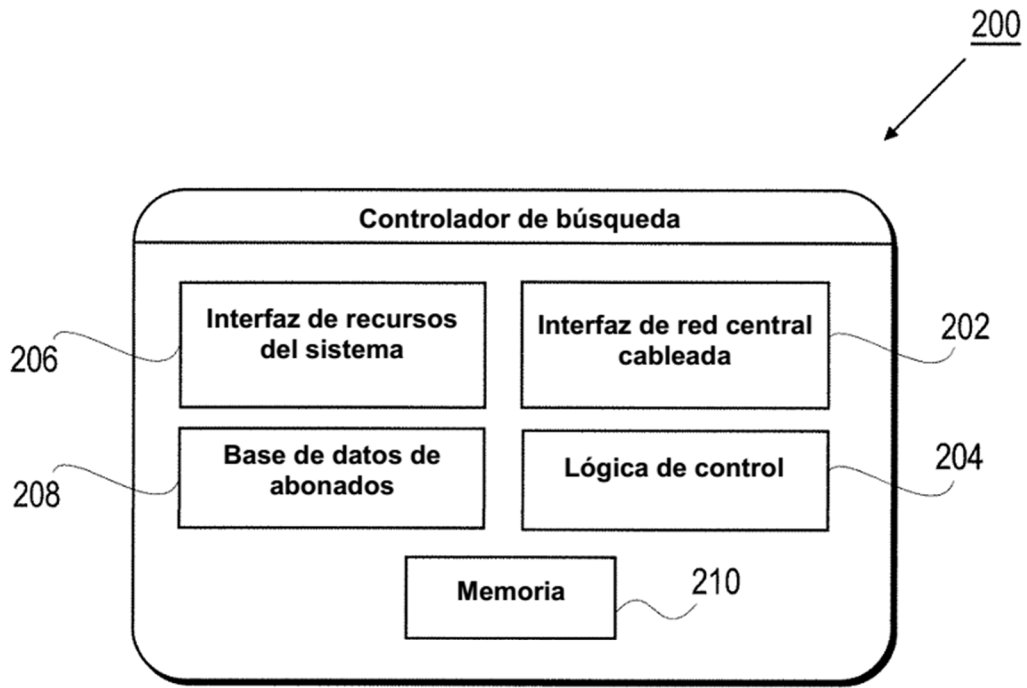 200
Controlador de búsqueda
Interfaz de recursos
del sistema
206
Interfaz de red central
cableada
202
Base de datos de
abonados
208
Lógica de control
204
Memoria
210